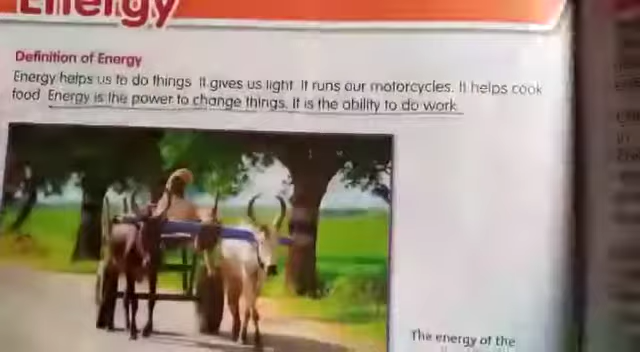 Energy
Definition of Energy
Energy helps us to do things. It gives us light. It runs our motorcycles. It helps cook
food. Energy is the power to change things. It is the ability to do work.
The energy of the